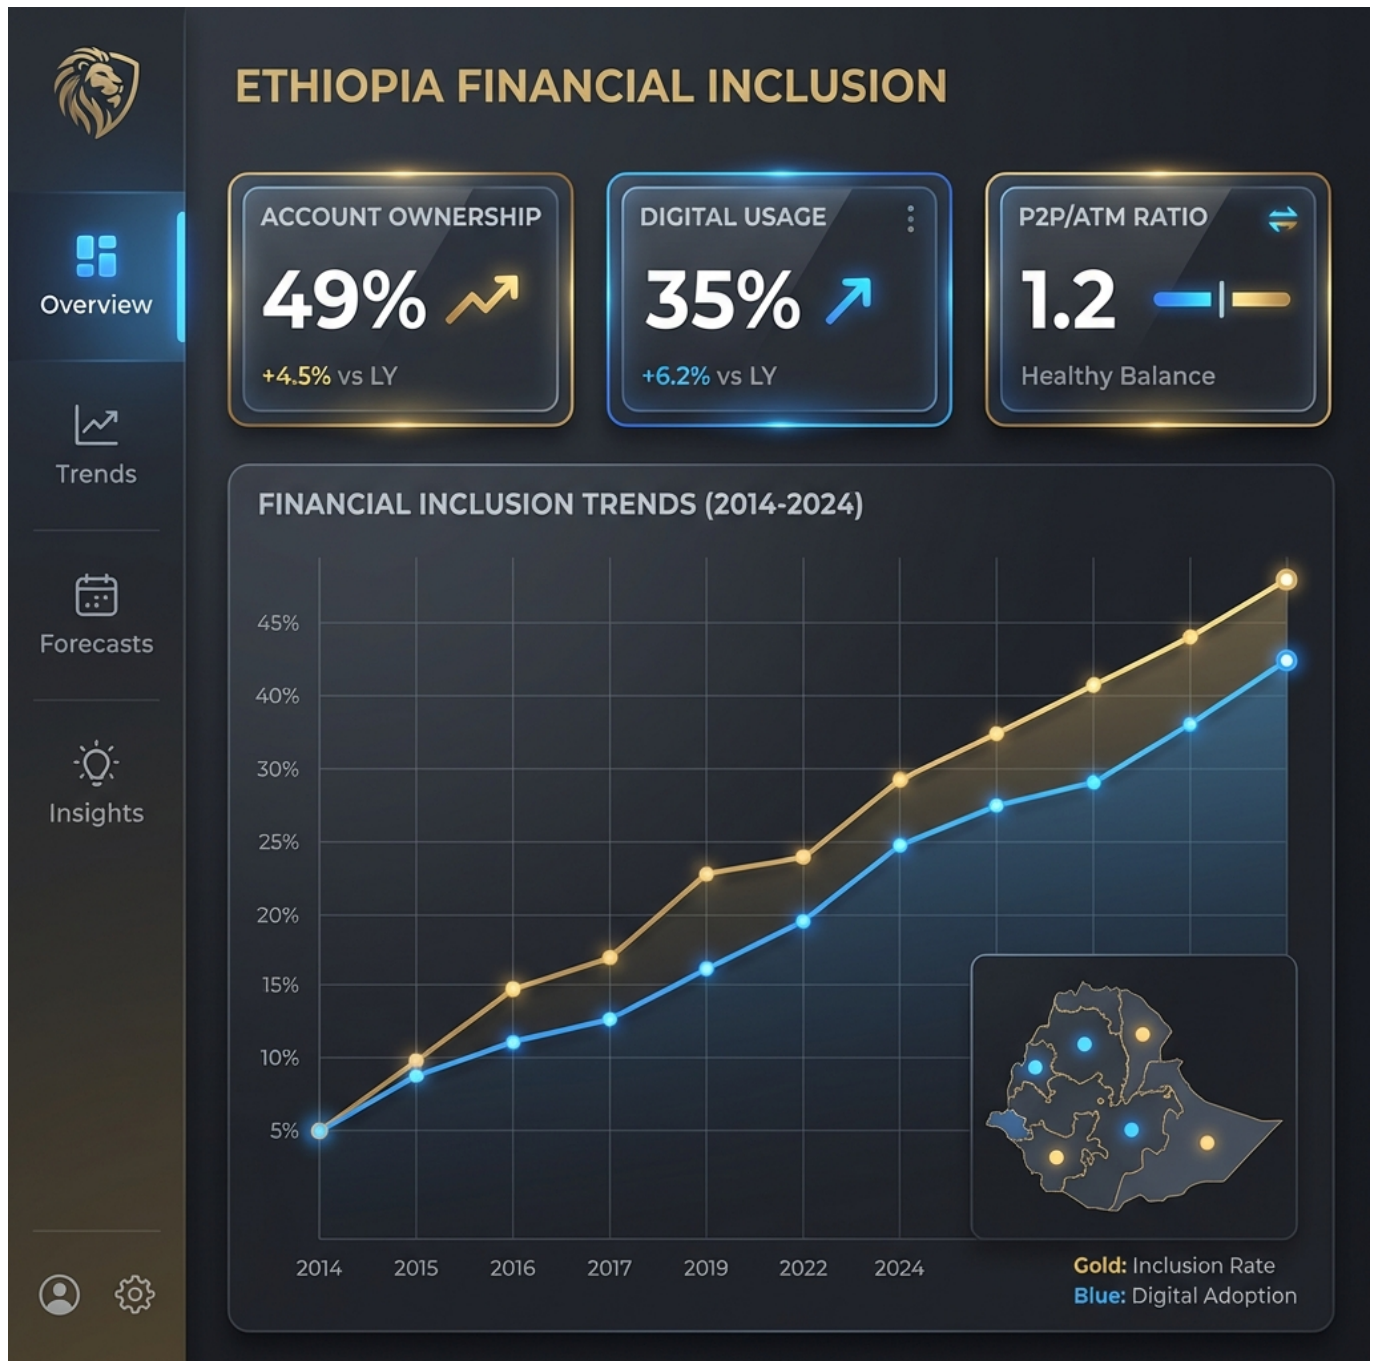 ETHIOPIA FINANCIAL INCLUSION
Overview
Trends
Forecasts
Insights
ACCOUNT OWNERSHIP
49%
+4.5% vs LY
DIGITAL USAGE
35%
+6.2% vs LY
P2P/ATM RATIO
1.2
Healthy Balance
FINANCIAL INCLUSION TRENDS (2014-2024)
45%
40%
30%
25%
20%
15%
10%
5%
2014 2015 2016 2017 2019 2022 2024
Gold: Inclusion Rate
Blue: Digital Adoption